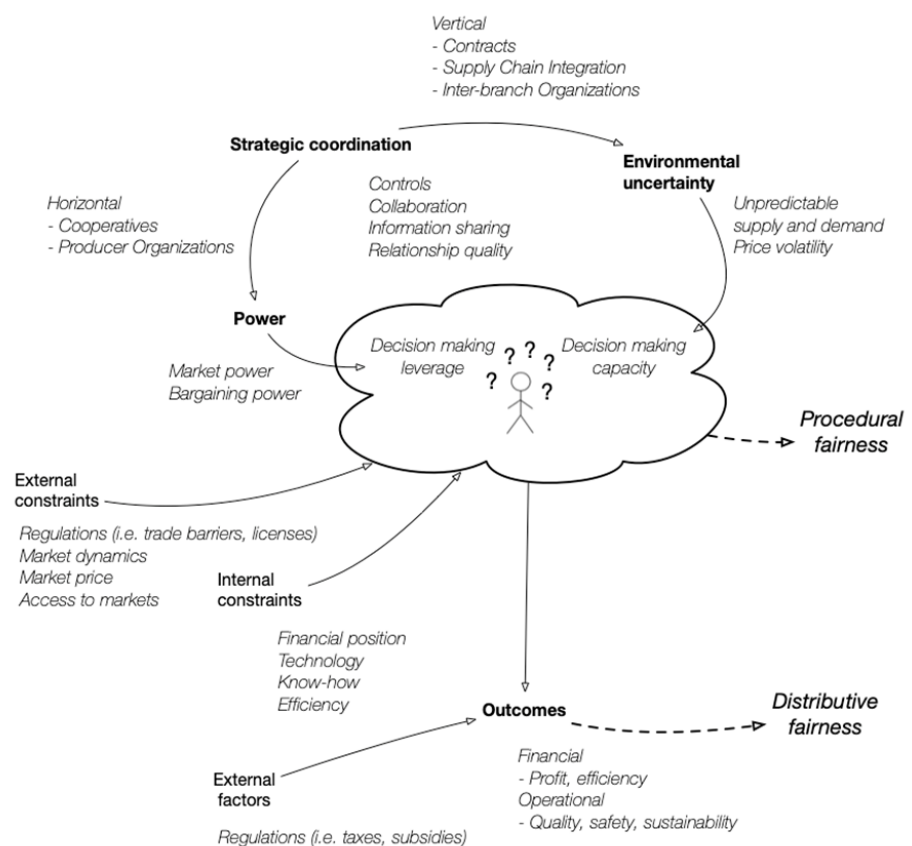 Vertical
- Contracts
- Supply Chain Integration
- Inter-branch Organizations
Strategic coordination
Environmental
uncertainty
Horizontal
- Cooperatives
- Producer Organizations
Controls
Collaboration
Information sharing
Relationship quality
Unpredictable
supply and demand
Price volatility
Power
Market power
Bargaining power
Decision making
leverage
? ? ? ? ?
Decision making
capacity
Procedural
fairness
External
constraints
Regulations (i.e. trade barriers, licenses)
Market dynamics
Market price
Access to markets
Internal
constraints
Financial position
Technology
Know-how
Efficiency
Outcomes
Distributive
fairness
Financial
- Profit, efficiency
Operational
- Quality, safety, sustainability
External
factors
Regulations (i.e. taxes, subsidies)